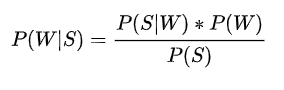 P(W|S) = P(S|W) * P(W) / P(S)